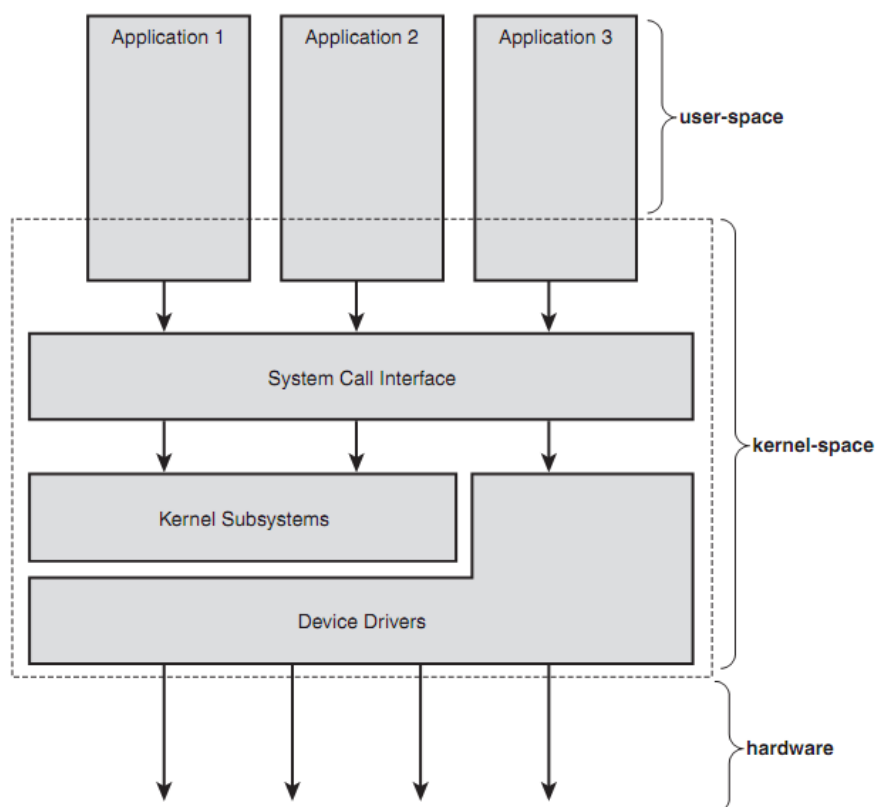 Application 1
Application 2
Application 3
user-space
System Call Interface
kernel-space
Kernel Subsystems
Device Drivers
hardware